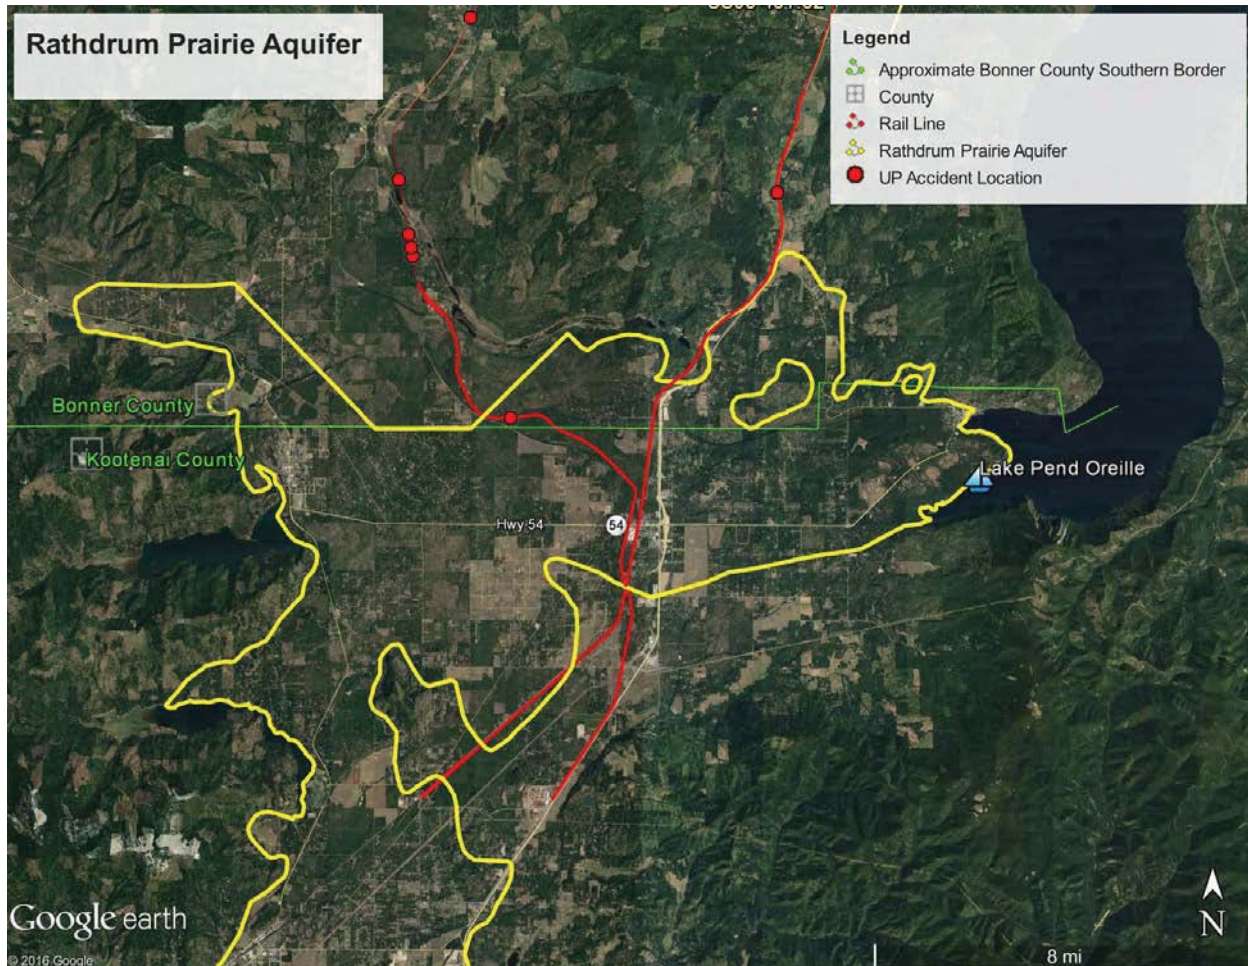 Rathdrum Prairie Aquifer
Legend
Approximate Bonner County Southern Border
County
Rail Line
Rathdrum Prairie Aquifer
UP Accident Location
Bonner County
Kootenai County
Lake Pend Oreille
Hwy 54
54
Google earth
© 2016 Google
N
8 mi